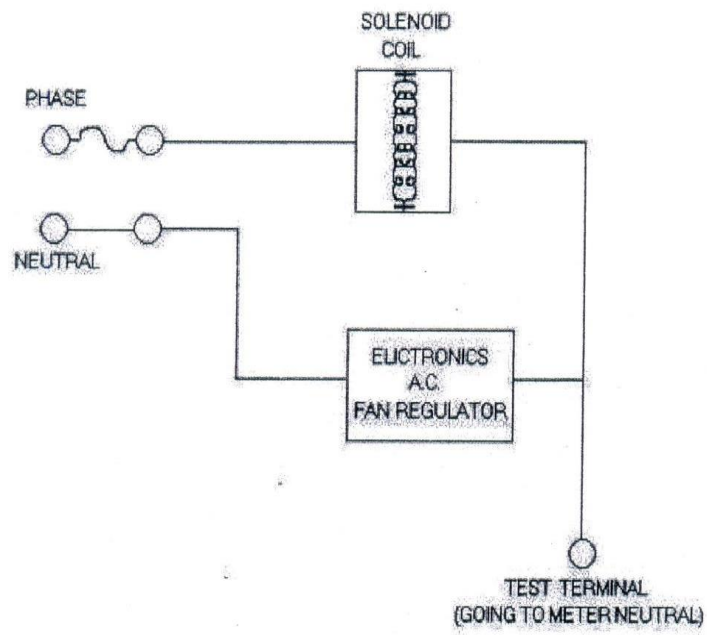 SOLENOID
COIL
PHASE
NEUTRAL
ELICTRONICS
A.C.
FAN REGULATOR
TEST TERMINAL
(GOING TO METER NEUTRAL)